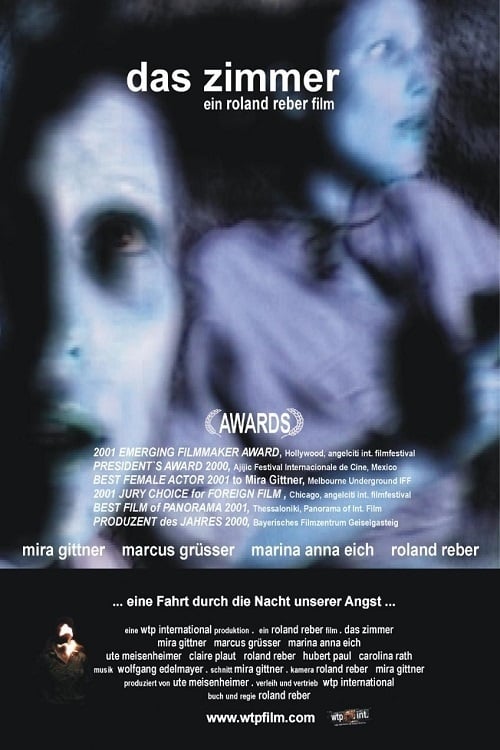 das zimmer
ein roland reber film
AWARDS
2001 EMERGING FILMMAKER AWARD, Hollywood, angelciti int. filmfestival
PRESIDENT`S AWARD 2000, Ajijic Festival Internacionale de Cine, Mexico
BEST FEMALE ACTOR 2001 to Mira Gittner, Melbourne Underground IFF
2001 JURY CHOICE for FOREIGN FILM , Chicago, angelciti int. filmfestival
BEST FILM of PANORAMA 2001, Thessaloniki, Panorama of Int. Film
PRODUZENT des JAHRES 2000, Bayerisches Filmzentrum Geiselgasteig
mira gittner marcus grüsser marina anna eich roland reber
... eine Fahrt durch die Nacht unserer Angst ...
eine wtp international produktion . ein roland reber film . das zimmer
mira gittner marcus grüsser marina anna eich
ute meisenheimer claire plaut roland reber hubert paul carolina rath
musik wolfgang edelmayer . schnitt mira gittner . kamera roland reber mira gittner
produziert von ute meisenheimer . verleih und vertrieb wtp international
buch und regie roland reber
www.wtpfilm.com wtp int.